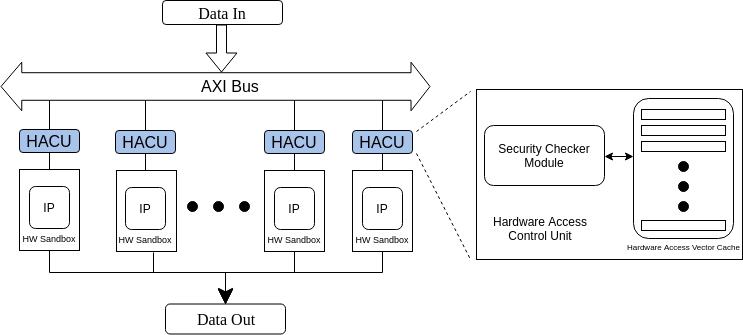 Data In
AXI Bus
HACU
HACU
HACU
HACU
IP
HW Sandbox
IP
HW Sandbox
IP
HW Sandbox
IP
HW Sandbox
Data Out
Security Checker
Module
Hardware Access
Control Unit
Hardware Access Vector Cache